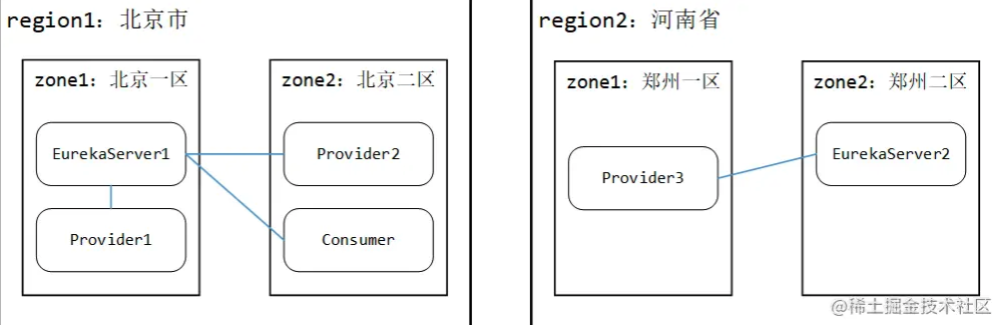 region1: 北京市
zone1: 北京一区
EurekaServer1
Provider1
zone2: 北京二区
Provider2
Consumer
region2: 河南省
zone1: 郑州一区
Provider3
zone2: 郑州二区
EurekaServer2
@稀土掘金技术社区